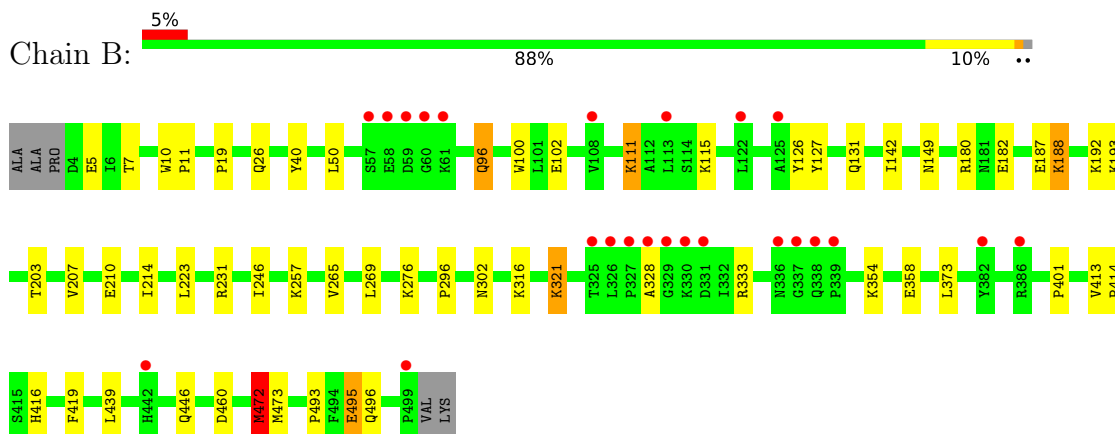 5%
Chain B:
88% 10% ••
ALA ALA PRO D4 E5 I6 T7 W10 P11 P19 Q26 Y40 L50 S57 E58 D59 G60 K61 Q96 W100 L101 E102 V108 K111 A112 L113 S114 K115 L122 A125 Y126 Y127 Q131 I142 N149 R180 N181 E182 E187 K188 K192 K193
T203 V207 E210 I214 L223 R231 I246 K257 V265 L269 K276 P296 N302 K316 K321 T325 L326 P327 A328 G329 K330 D331 I332 R333 N336 G337 Q338 P339 K354 E358 L373 Y382 R386 P401 V413
S415 H416 F419 L439 H442 Q446 D460 M472 M473 P493 F494 E495 Q496 P499 VAL LYS